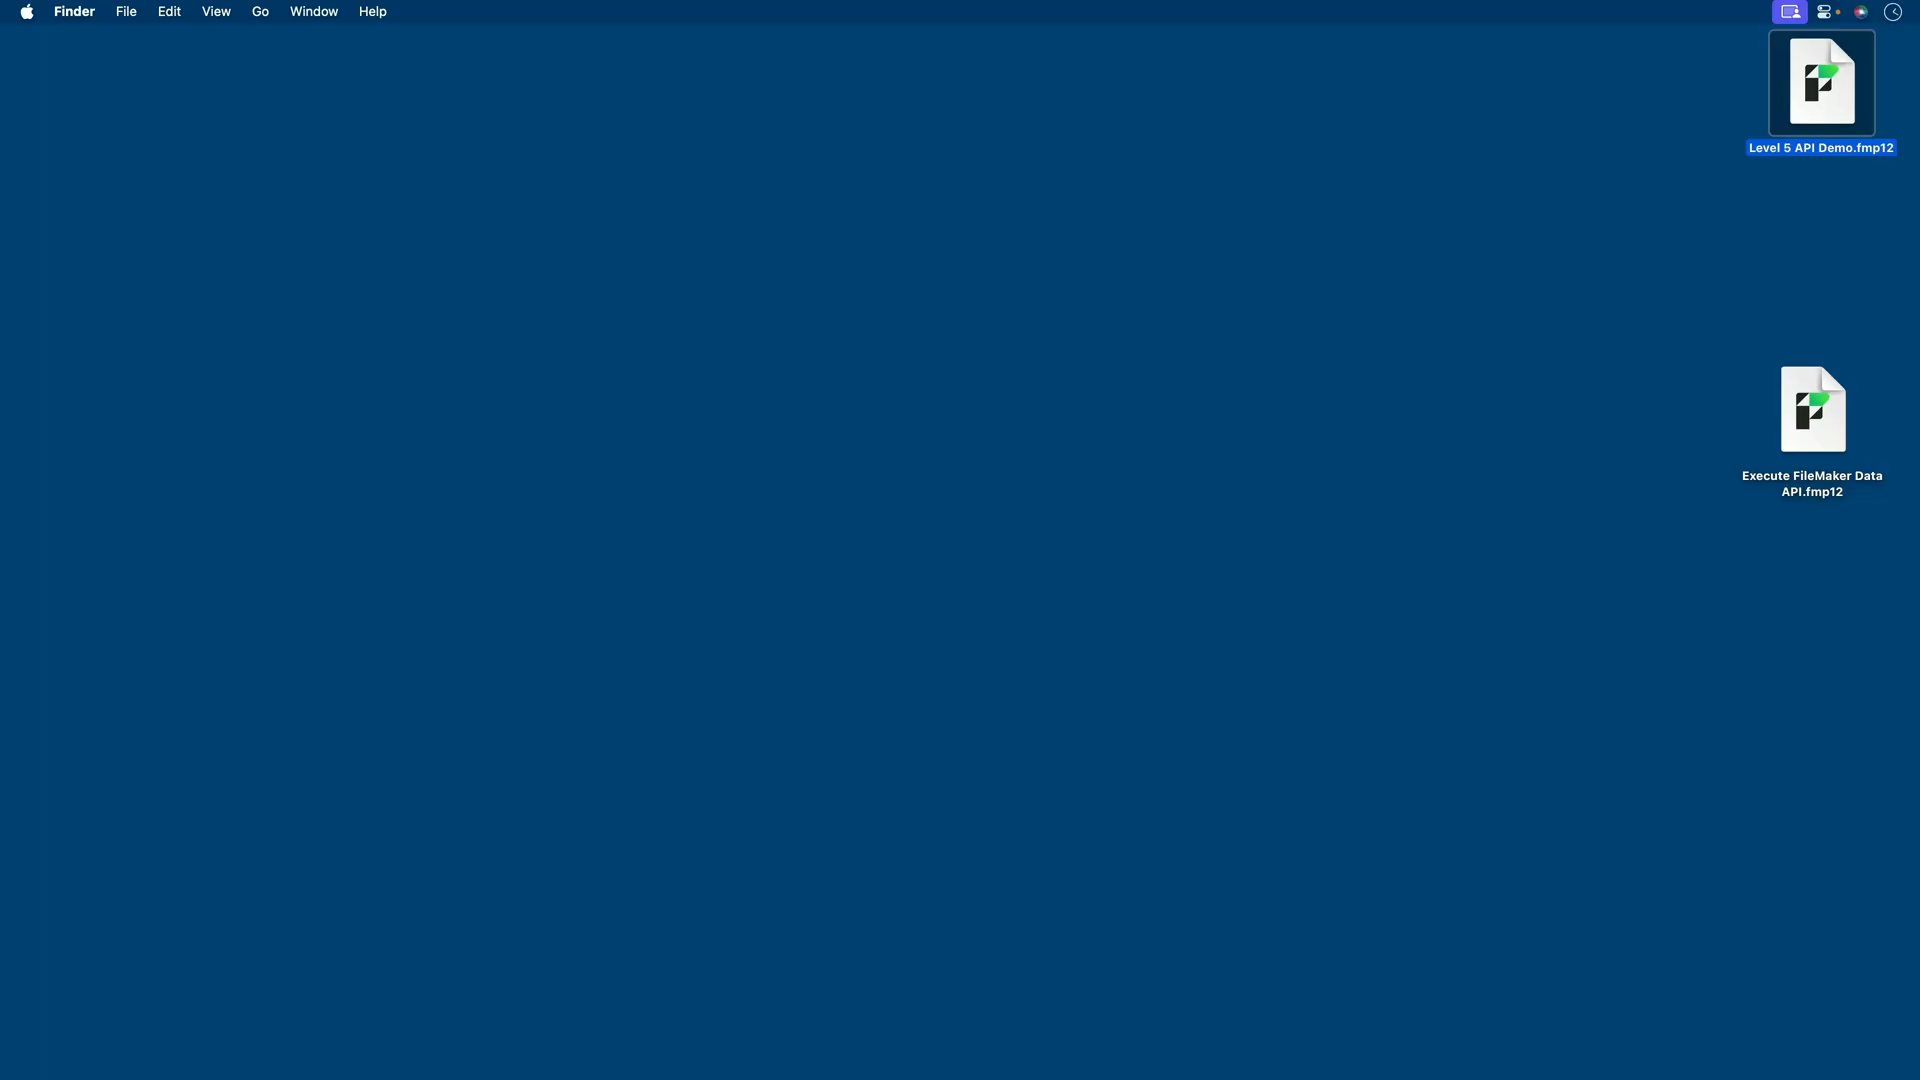 Finder File Edit View Go Window Help
Level 5 API Demo.fmp12
Execute FileMaker Data
API.fmp12